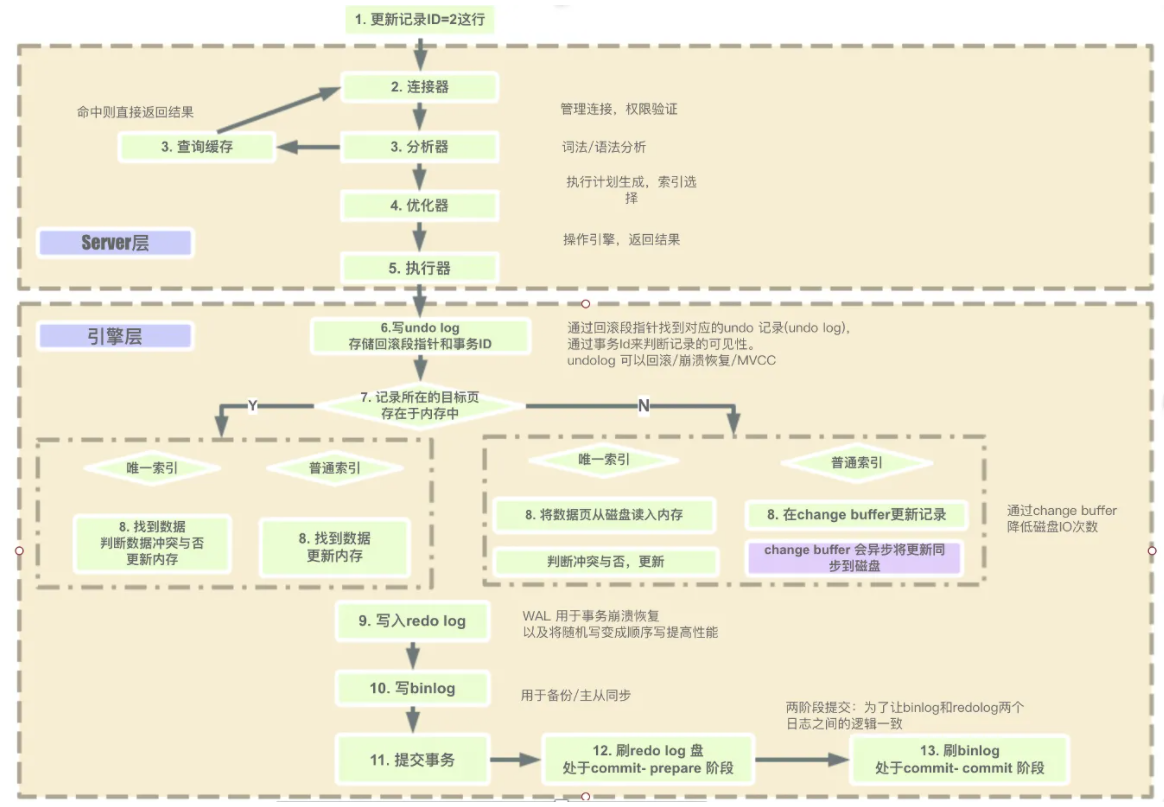 1. 更新记录ID=2这行
2. 连接器
管理连接，权限验证
命中则直接返回结果
3. 查询缓存
3. 分析器
词法/语法分析
执行计划生成，索引选
择
4. 优化器
Server层
操作引擎，返回结果
5. 执行器
引擎层
6.写undo log
存储回滚段指针和事务ID
通过回滚段指针找到对应的undo 记录(undo log)，
通过事务Id来判断记录的可见性。
undolog 可以回滚/崩溃恢复/MVCC
7. 记录所在的目标页
存在于内存中
Y
N
唯一索引
普通索引
8. 找到数据
判断数据冲突与否
更新内存
8. 找到数据
更新内存
唯一索引
普通索引
8. 将数据页从磁盘读入内存
判断冲突与否，更新
8. 在change buffer更新记录
change buffer 会异步将更新同
步到磁盘
通过change buffer
降低磁盘IO次数
9. 写入redo log
WAL 用于事务崩溃恢复
以及将随机写变成顺序写提高性能
10. 写binlog
用于备份/主从同步
两阶段提交：为了让binlog和redolog两个
日志之间的逻辑一致
11. 提交事务
12. 刷redo log 盘
处于commit- prepare 阶段
13. 刷binlog
处于commit- commit 阶段